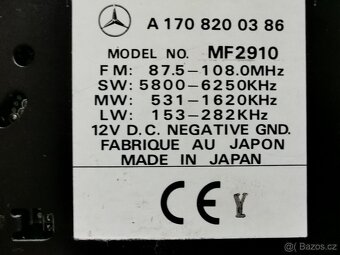 A 170 820 03 86
MODEL NO. MF2910
FM: 87.5-108.0MHz
SW: 5800-6250KHz
MW: 531-1620KHz
LW: 153-282KHz
12V D.C. NEGATIVE GND.
FABRIQUE AU JAPON
MADE IN JAPAN
CE Y
Bazos.cz